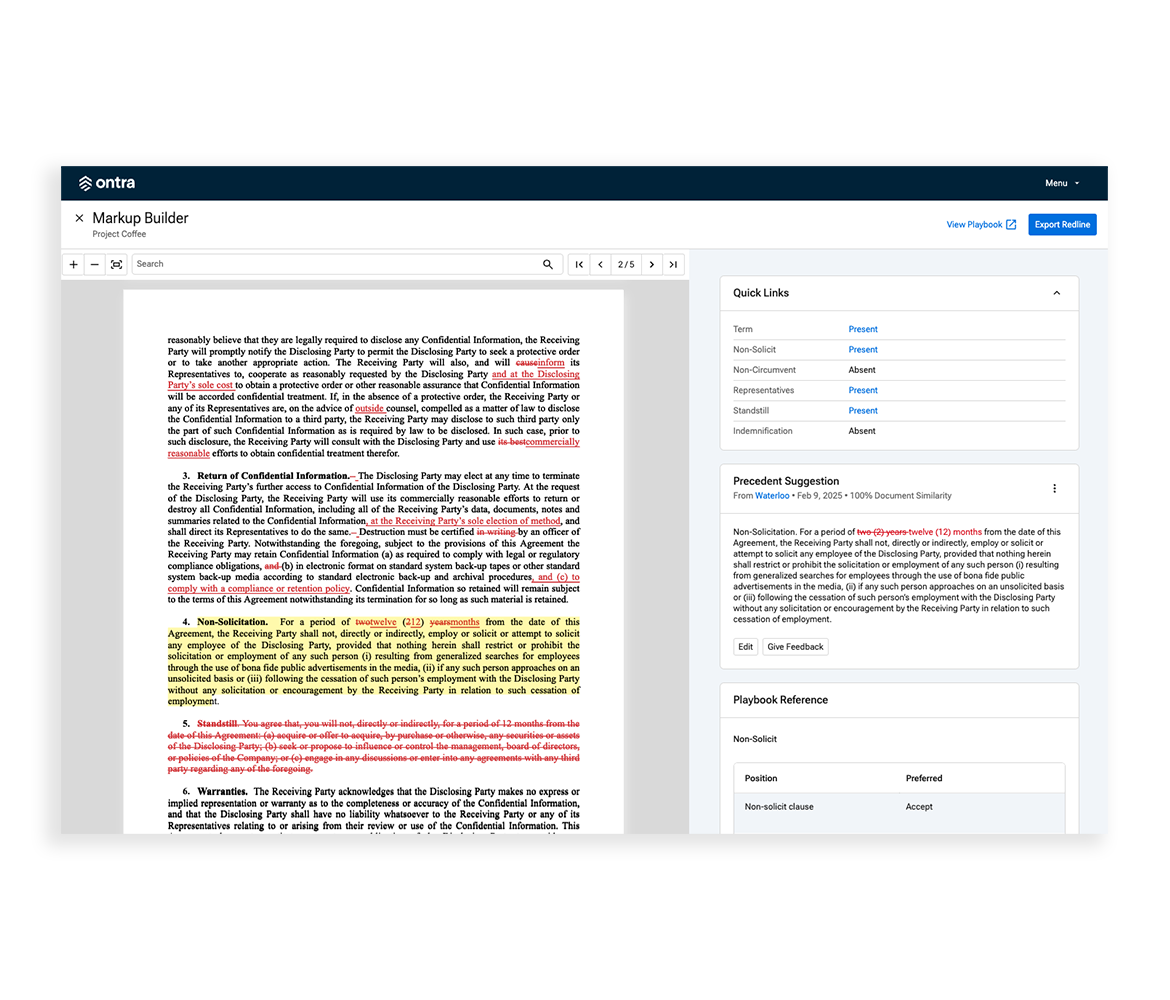 ontra
Menu
Markup Builder
Project Coffee
View Playbook
Export Redline
Search
2/5
reasonably believe that they are legally required to disclose any Confidential Information, the Receiving
Party will promptly notify the Disclosing Party to permit the Disclosing Party to seek a protective order
or to take another appropriate action. The Receiving Party will also, and will causeinform its
Representatives to, cooperate as reasonably requested by the Disclosing Party and at the Disclosing
Party's sole cost to obtain a protective order or other reasonable assurance that Confidential Information
will be accorded confidential treatment. If, in the absence of a protective order, the Receiving Party or
any of its Representatives are, on the advice of outside counsel, compelled as a matter of law to disclose
the Confidential Information to a third party, the Receiving Party may disclose to such third party only
the part of such Confidential Information as is required by law to be disclosed. In such case, prior to
such disclosure, the Receiving Party will consult with the Disclosing Party and use its bestcommercially
reasonable efforts to obtain confidential treatment therefor.
3. Return of Confidential Information. The Disclosing Party may elect at any time to terminate
the Receiving Party's further access to Confidential Information of the Disclosing Party. At the request
of the Disclosing Party, the Receiving Party will use its commercially reasonable efforts to return or
destroy all Confidential Information, including all of the Receiving Party's data, documents, notes and
summaries related to the Confidential Information, at the Receiving Party's sole election of method, and
shall direct its Representatives to do the same. Destruction must be certified in writing by an officer of
the Receiving Party. Notwithstanding the foregoing, subject to the provisions of this Agreement the
Receiving Party may retain Confidential Information (a) as required to comply with legal or regulatory
compliance obligations, and (b) in electronic format on standard system back-up tapes or other standard
system back-up media according to standard electronic back-up and archival procedures, and (c) to
comply with a compliance or retention policy. Confidential Information so retained will remain subject
to the terms of this Agreement notwithstanding its termination for so long as such material is retained.
4. Non-Solicitation. For a period of twotwelve (212) yearsmonths from the date of this
Agreement, the Receiving Party shall not, directly or indirectly, employ or solicit or attempt to solicit
any employee of the Disclosing Party, provided that nothing herein shall restrict or prohibit the
solicitation or employment of any such person (i) resulting from generalized searches for employees
through the use of bona fide public advertisements in the media, (ii) if any such person approaches on an
unsolicited basis or (iii) following the cessation of such person's employment with the Disclosing Party
without any solicitation or encouragement by the Receiving Party in relation to such cessation of
employment.
5. Standstill. You agree that, you will not, directly or indirectly, for a period of 12 months from the
date of this Agreement: (a) acquire or offer to acquire, by purchase or otherwise, any securities or assets
of the Disclosing Party; (b) seek or propose to influence or control the management, board of directors,
or policies of the Company; or (c) engage in any discussions or enter into any agreements with any third
party regarding any of the foregoing.
6. Warranties. The Receiving Party acknowledges that the Disclosing Party makes no express or
implied representation or warranty as to the completeness or accuracy of the Confidential Information,
and that the Disclosing Party shall have no liability whatsoever to the Receiving Party or any of its
Representatives relating to or arising from their review or use of the Confidential Information. This
Quick Links
Term Present
Non-Solicit Present
Non-Circumvent Absent
Representatives Present
Standstill Present
Indemnification Absent
Precedent Suggestion
From Waterloo • Feb 9, 2025 • 100% Document Similarity
Non-Solicitation. For a period of two (2) years twelve (12) months from the date of this
Agreement, the Receiving Party shall not, directly or indirectly, employ or solicit or
attempt to solicit any employee of the Disclosing Party, provided that nothing herein
shall restrict or prohibit the solicitation or employment of any such person (i) resulting
from generalized searches for employees through the use of bona fide public
advertisements in the media, (ii) if any such person approaches on an unsolicited basis
or (iii) following the cessation of such person's employment with the Disclosing Party
without any solicitation or encouragement by the Receiving Party in relation to such
cessation of employment.
Edit
Give Feedback
Playbook Reference
Non-Solicit
Position Preferred
Non-solicit clause Accept